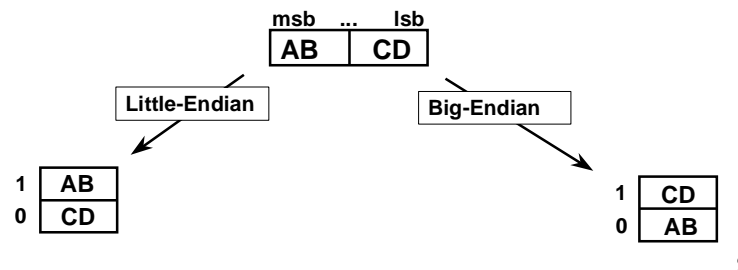 msb ... lsb
AB CD
Little-Endian
Big-Endian
1 AB
0 CD
1 CD
0 AB